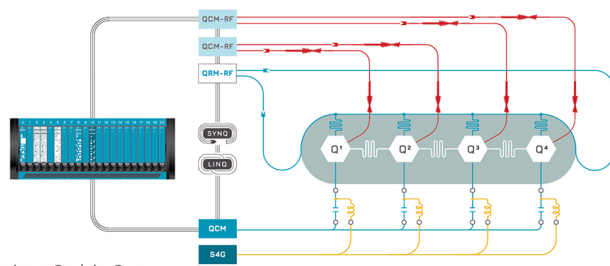 QCM-RF
QCM-RF
QRM-RF
SYNQ
LINQ
Q¹ Q² Q³ Q⁴
QCM
S4G